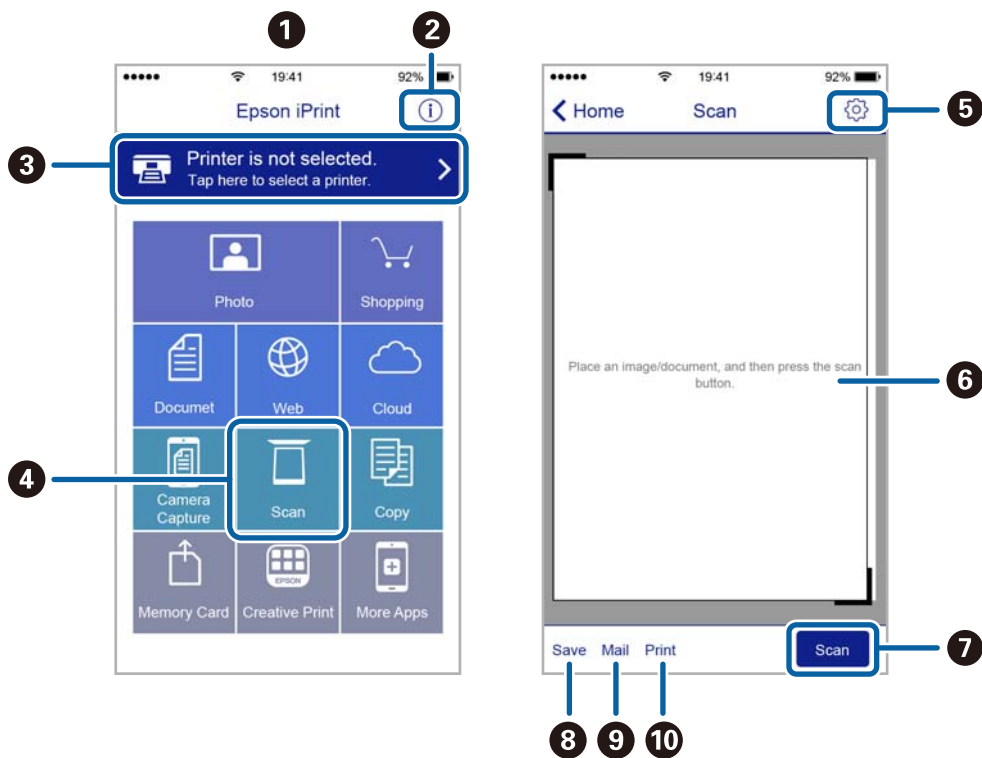 1
2
19:41 92%
Epson iPrint
3
Printer is not selected.
Tap here to select a printer.
Photo
Shopping
Documet
Web
Cloud
4
Camera
Capture
Scan
Copy
EPSON
Memory Card
Creative Print
More Apps
19:41 92%
Home
Scan
5
Place an image/document, and then press the scan
button.
6
Save Mail Print
Scan
7
8 9 10